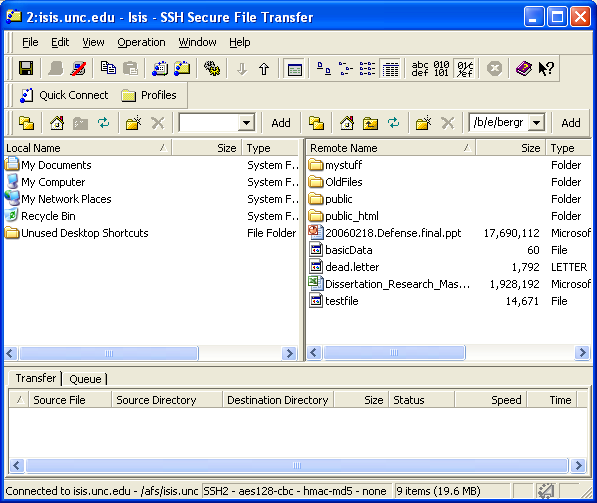 2:isis.unc.edu - Isis - SSH Secure File Transfer
File Edit View Operation Window Help
abc def 010 101 01¢ ¢/ef
Quick Connect Profiles
Add /b/e/bergr Add
Local Name / Size Type
My Documents System F..
My Computer System F..
My Network Places System F..
Recycle Bin System F..
Unused Desktop Shortcuts File Folder
Remote Name / Size Type
mystuff Folder
OldFiles Folder
public Folder
public_html Folder
20060218.Defense.final.ppt 17,690,112 Microsof
basicData 60 File
dead.letter 1,792 LETTER
Dissertation_Research_Mas... 1,928,192 Microsof
testfile 14,671 File
Transfer Queue
/ Source File Source Directory Destination Directory Size Status Speed Time
Connected to isis.unc.edu - /afs/isis.unc SSH2 - aes128-cbc - hmac-md5 - none 9 items (19.6 MB)